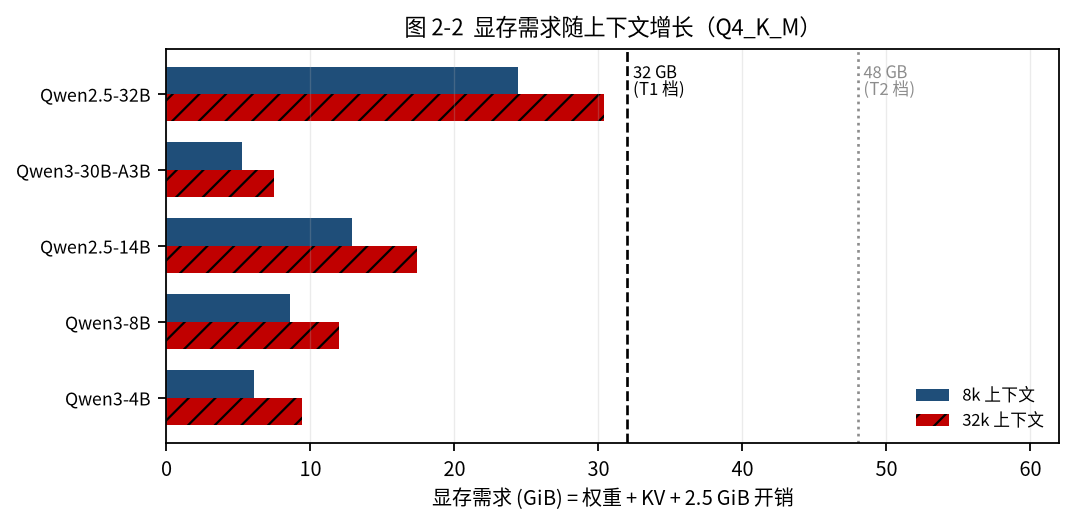 图 2-2 显存需求随上下文增长（Q4_K_M）
Qwen2.5-32B
Qwen3-30B-A3B
Qwen2.5-14B
Qwen3-8B
Qwen3-4B
32 GB
(T1 档)
48 GB
(T2 档)
8k 上下文
32k 上下文
0 10 20 30 40 50 60
显存需求 (GiB) = 权重 + KV + 2.5 GiB 开销